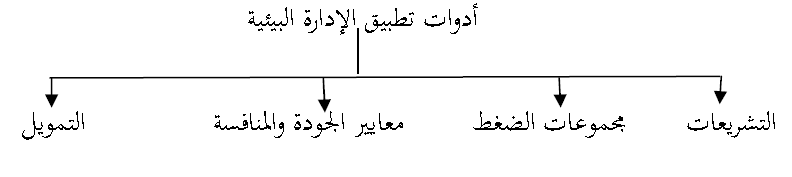 أدوات تطبيق الإدارة البيئية
التشريعات
مجموعات الضغط
معايير الجودة والمنافسة
التمويل